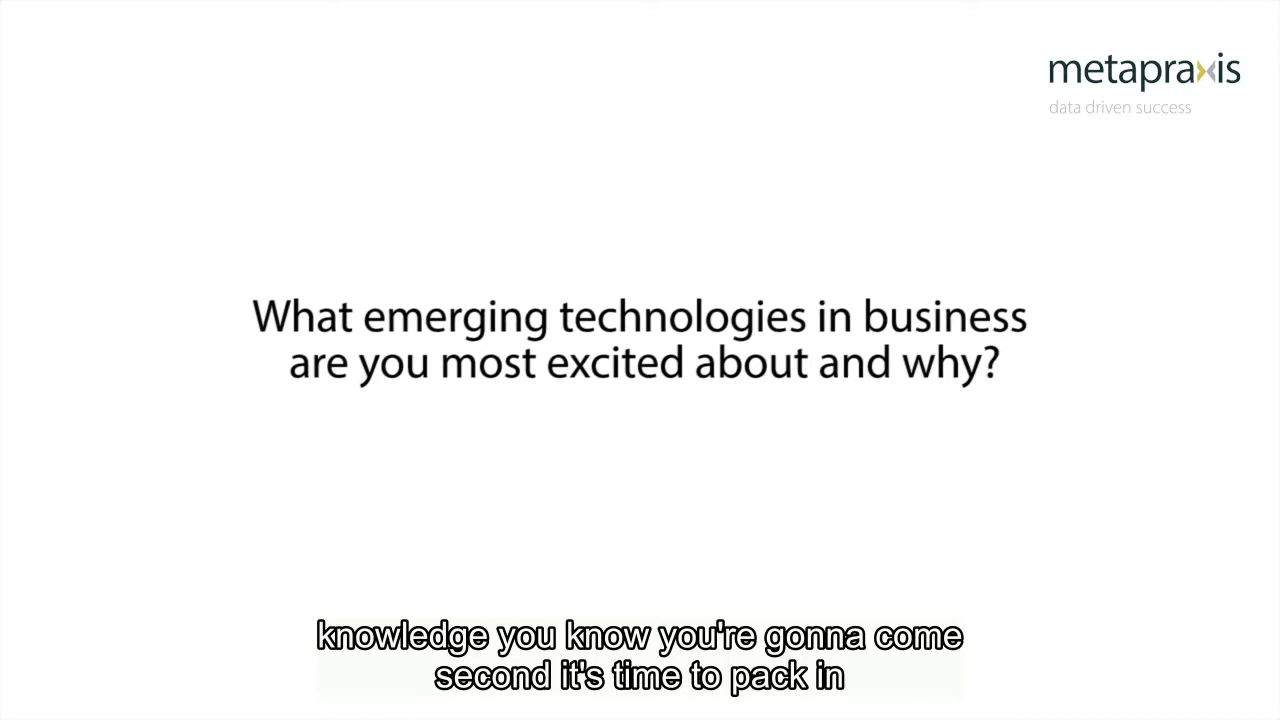 metapraxis
data driven success
What emerging technologies in business
are you most excited about and why?
knowledge you know you're gonna come
second it's time to pack in